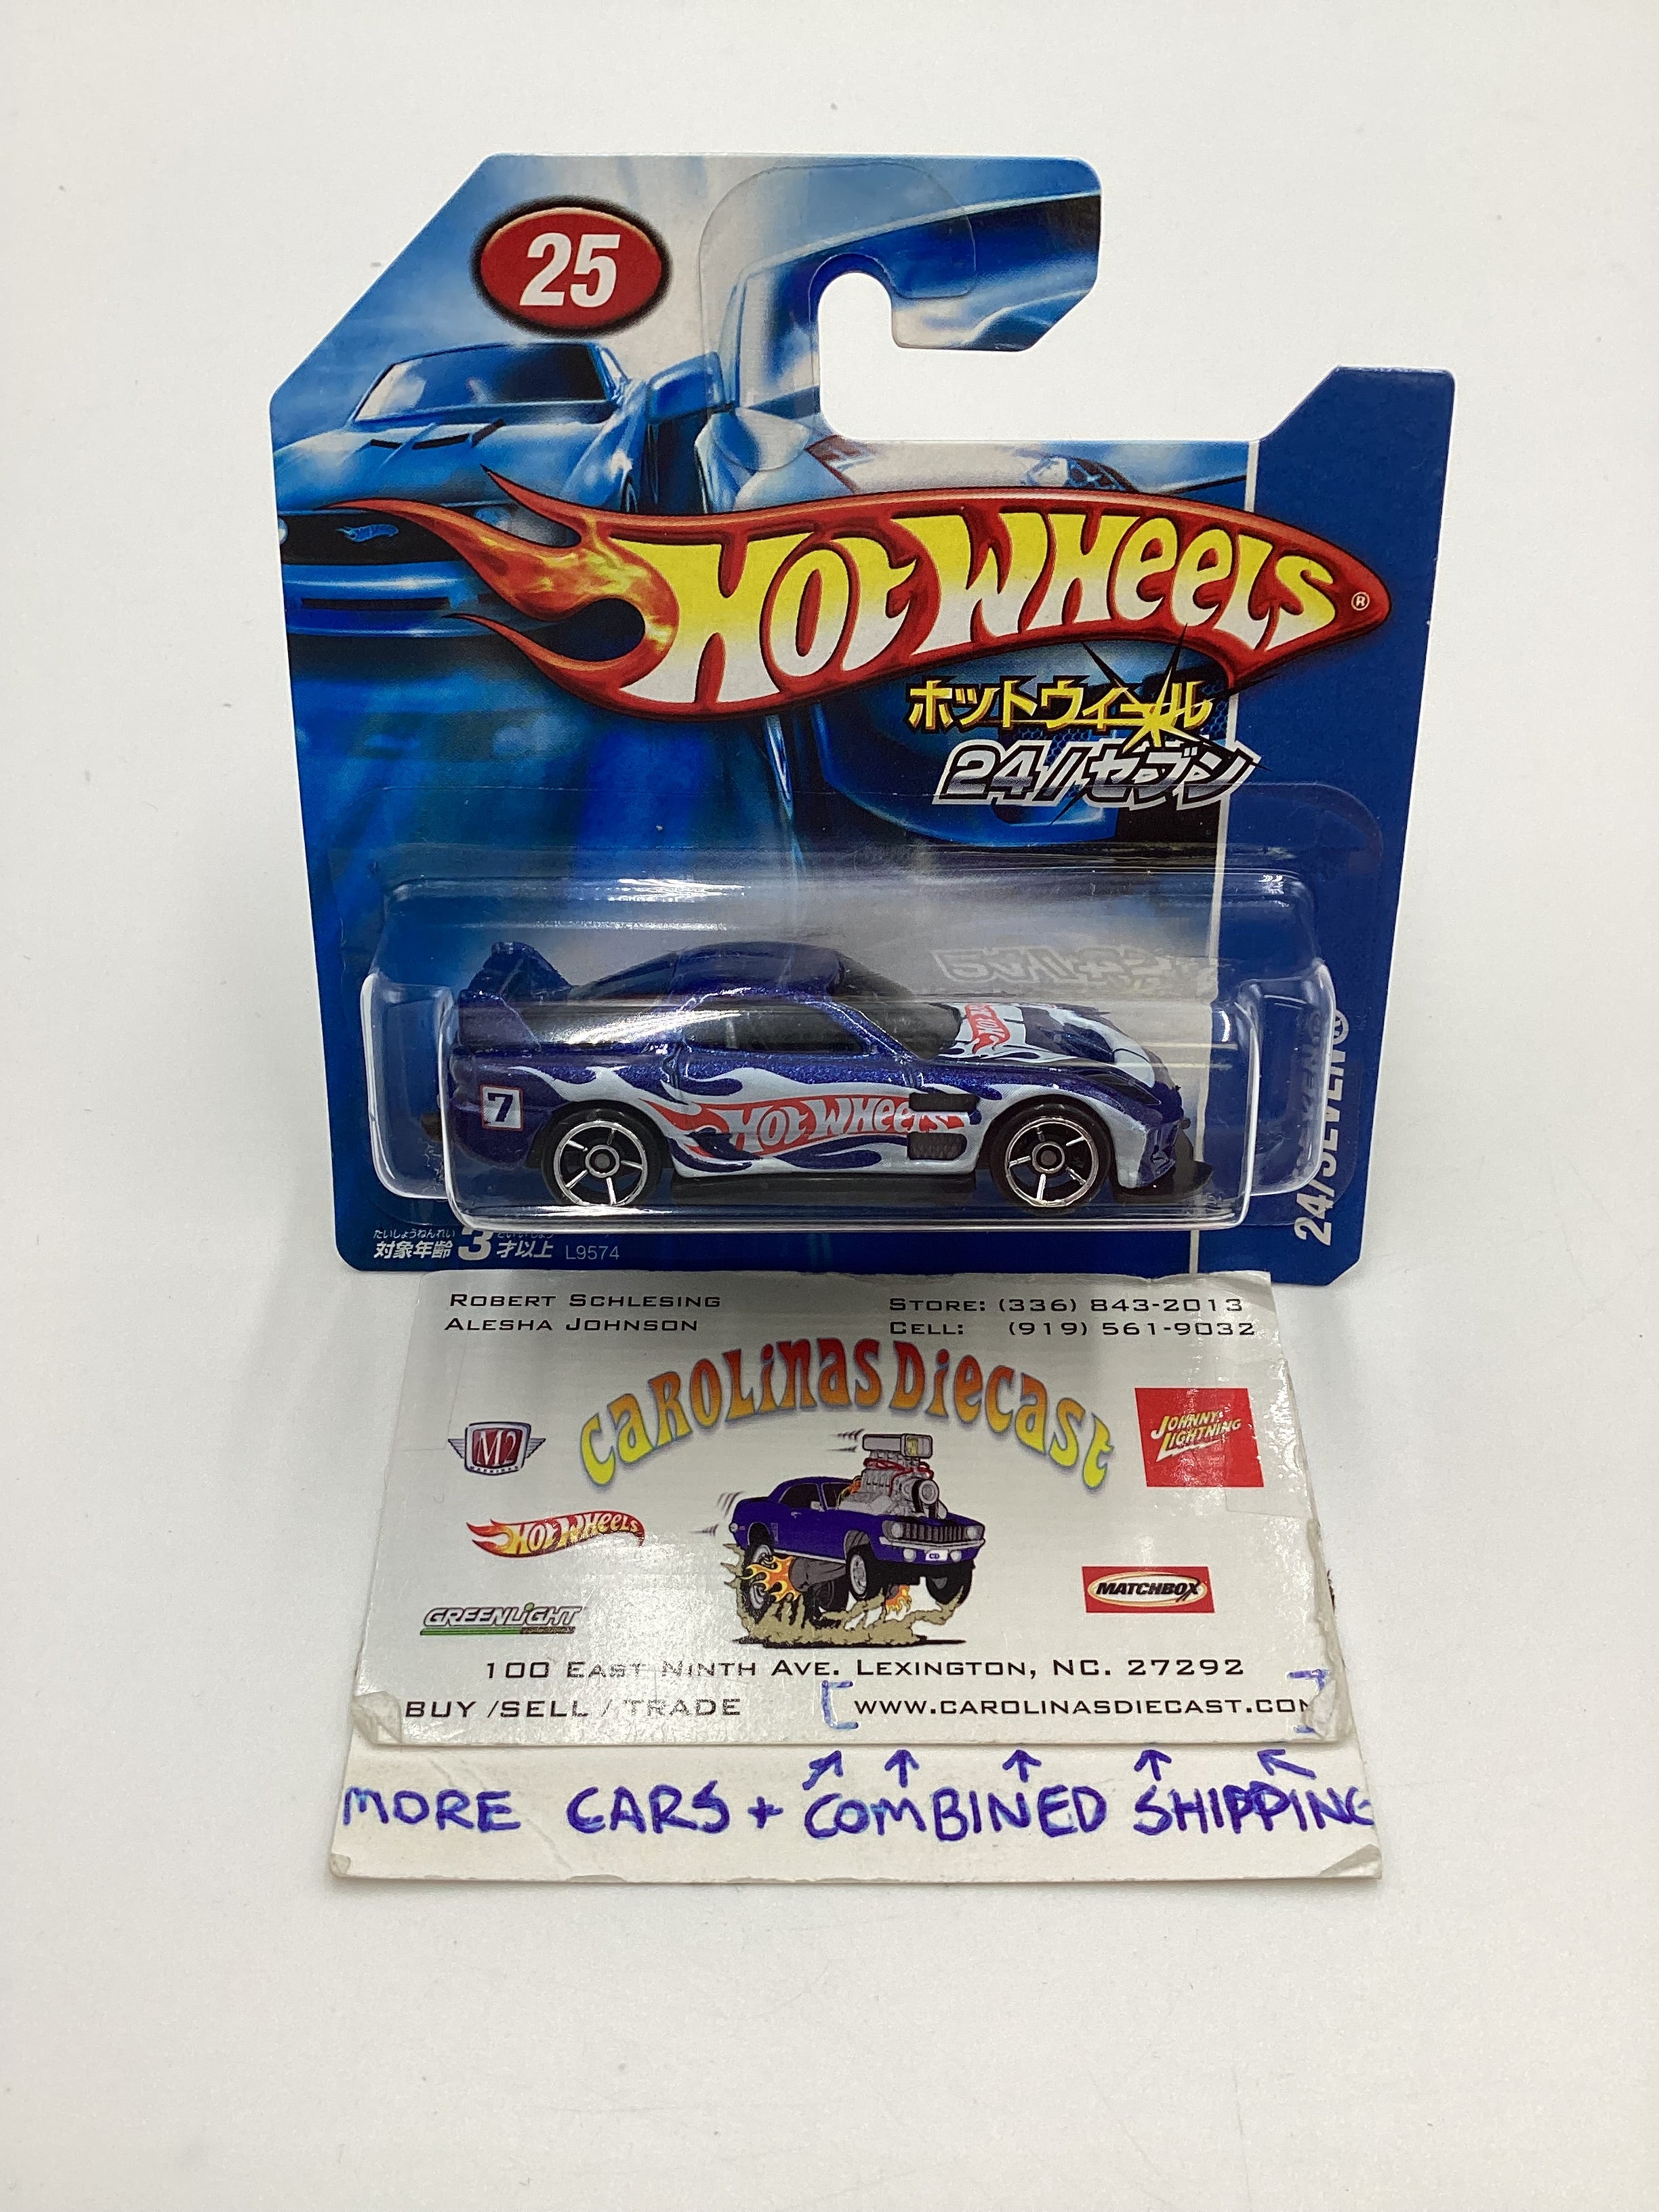 25
HOT WHEELS®
ホットウィール
24/セブン
24/SEVEN®
HOT WHEELS
7
たいしょうねんれい
対象年齢 3 才以上 L9574
ROBERT SCHLESING
ALESHA JOHNSON
STORE: (336) 843-2013
CELL: (919) 561-9032
CAROLINAS DIECAST
M2
MACHINES
JOHNNY LIGHTNING
HOT WHEELS
MATCHBOX
GREENLIGHT
100 EAST NINTH AVE. LEXINGTON, NC. 27292
BUY /SELL / TRADE WWW.CAROLINASDIECAST.COM
MORE CARS + COMBINED SHIPPING